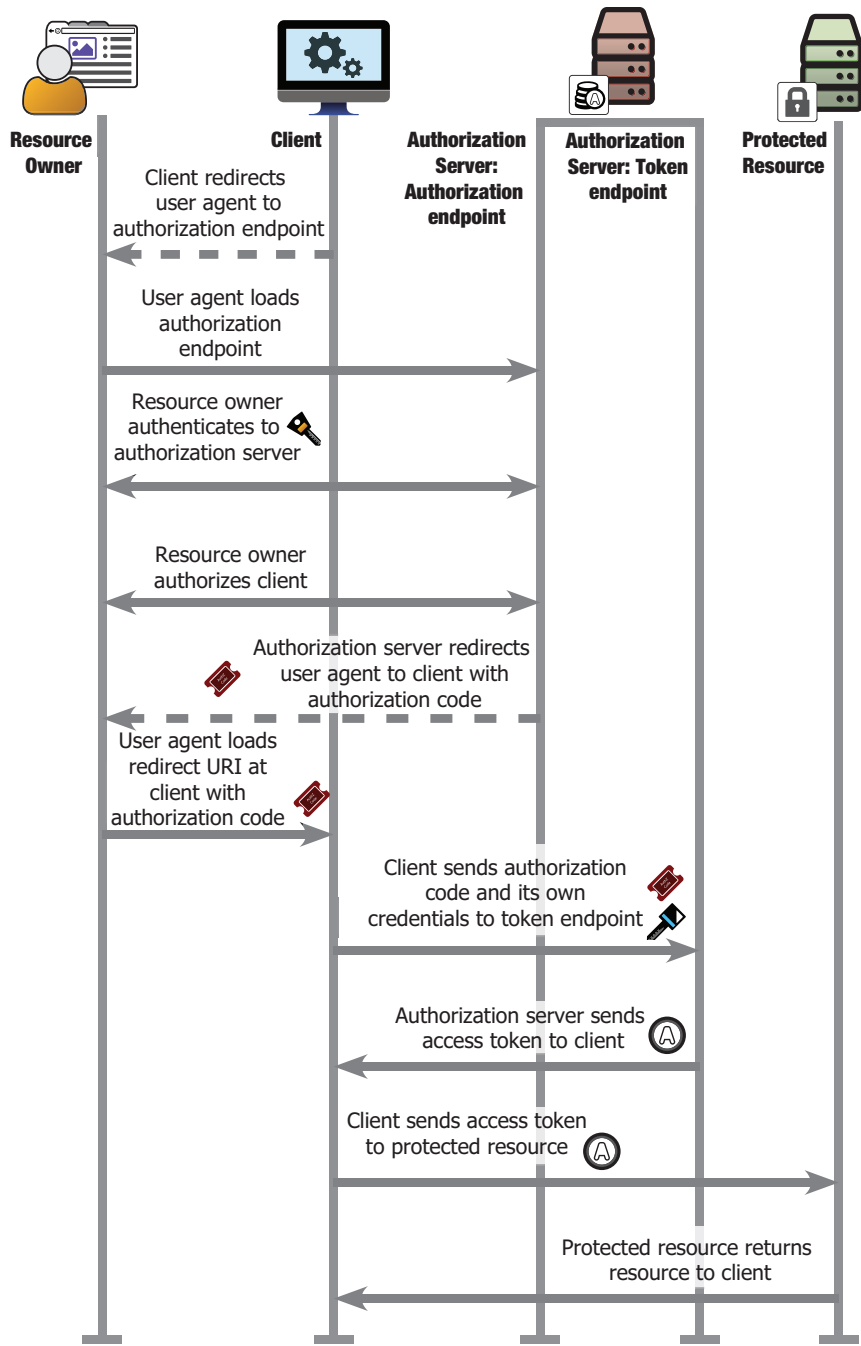 Resource
Owner
Client
Authorization
Server:
Authorization
endpoint
Authorization
Server: Token
endpoint
Protected
Resource
Client redirects
user agent to
authorization endpoint
User agent loads
authorization
endpoint
Resource owner
authenticates to
authorization server
Resource owner
authorizes client
Authorization server redirects
user agent to client with
authorization code
User agent loads
redirect URI at
client with
authorization code
Client sends authorization
code and its own
credentials to token endpoint
Authorization server sends
access token to client
A
Client sends access token
to protected resource
A
Protected resource returns
resource to client